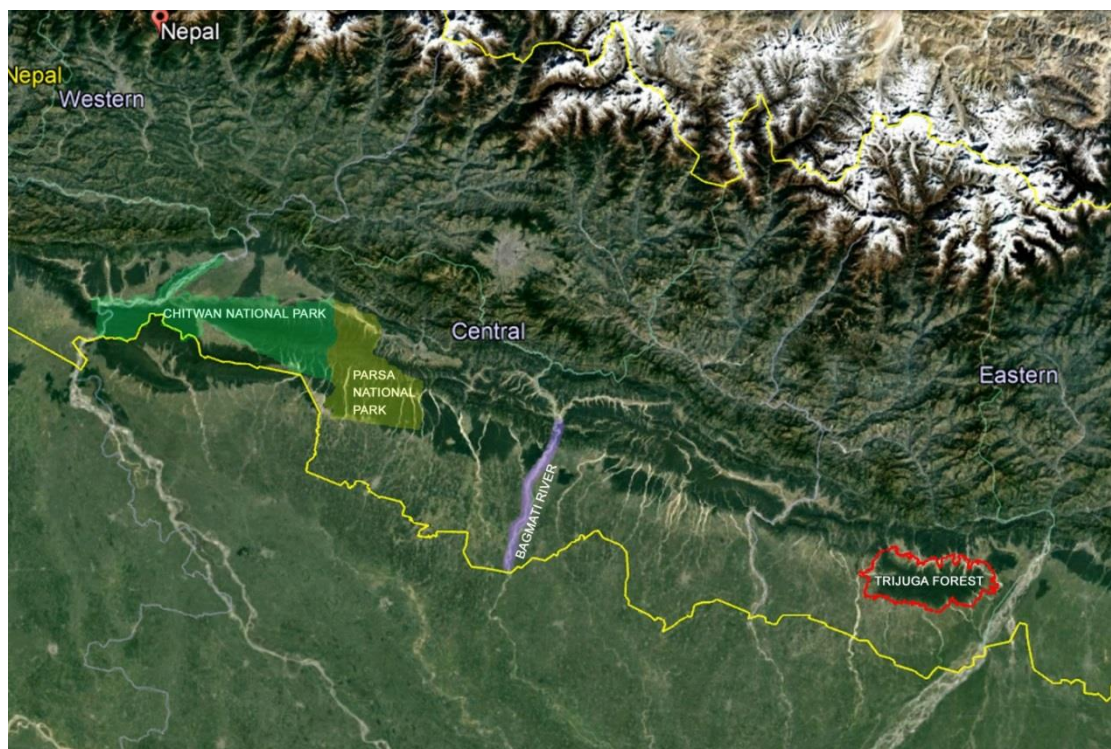 Nepal
Nepal
Western
CHITWAN NATIONAL PARK
Central
PARSA
NATIONAL
PARK
Eastern
BAGMATI RIVER
TRIJUGA FOREST